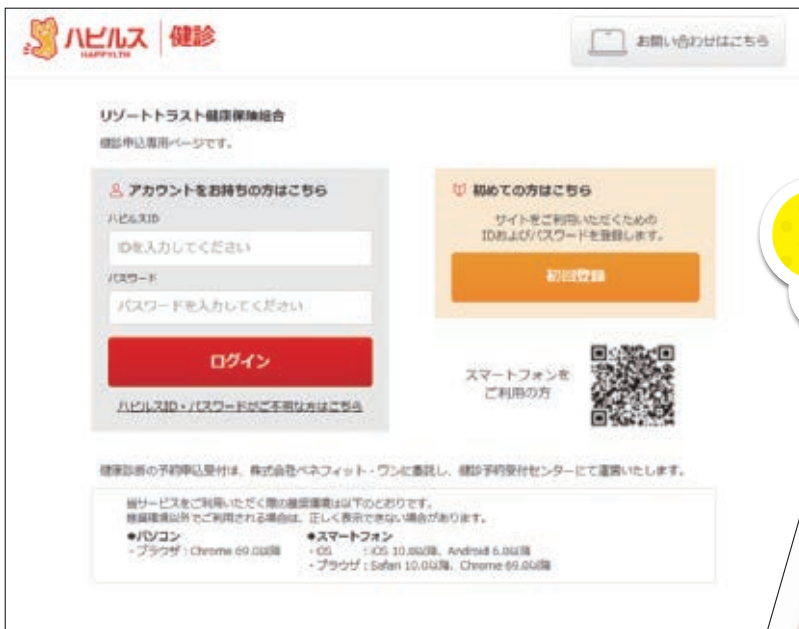 ハピルス 健診
HAPPYLTH
お問い合わせはこちら
リゾートトラスト健康保険組合
健診申込専用ページです。
アカウントをお持ちの方はこちら
ハピルスID
IDを入力してください
パスワード
パスワードを入力してください
ログイン
ハピルスID・パスワードがご不明な方はこちら
初めての方はこちら
サイトをご利用いただくための
IDおよびパスワードを登録します。
初回登録
スマートフォンを
ご利用の方
健康診断の予約申込受付は、株式会社ベネフィット・ワンに委託し、健診予約受付センターにて運営いたします。
当サービスをご利用いただく際の推奨環境は以下のとおりです。
推奨環境以外でご利用される場合は、正しく表示できない場合があります。
●パソコン
・ブラウザ：Chrome 69.0以降
●スマートフォン
・OS ：iOS 10.0以降、Android 6.0以降
・ブラウザ：Safari 10.0以降、Chrome 69.0以降